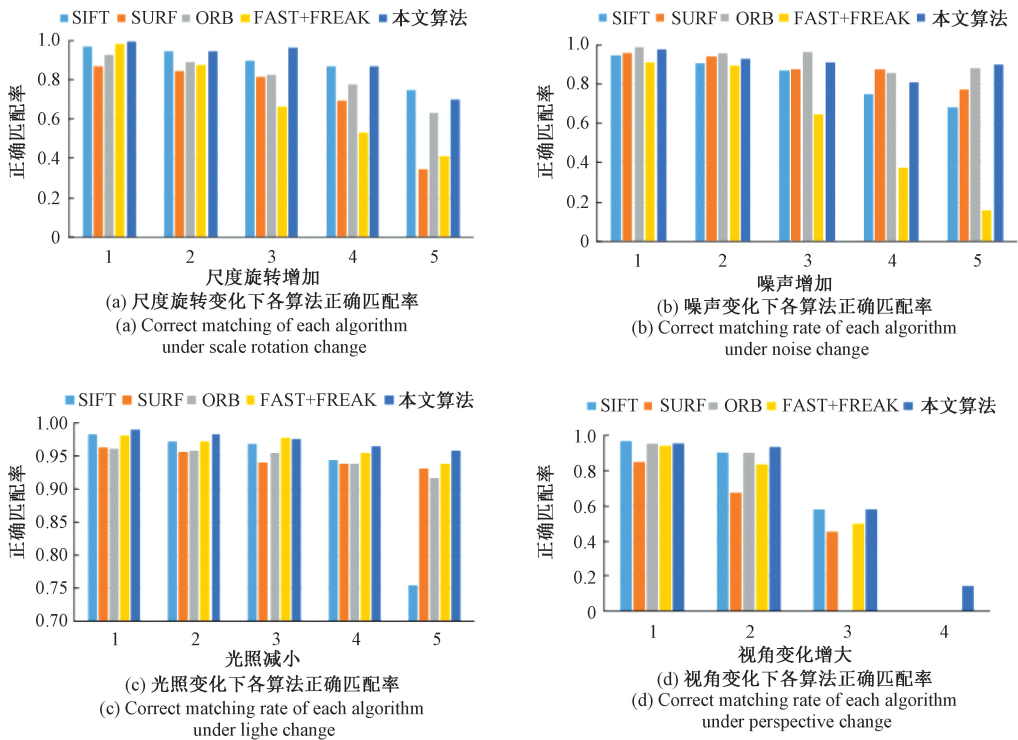 SIFT SURF ORB FAST+FREAK 本文算法
1.0
0.8
0.6
0.4
0.2
0
正确匹配率
1 2 3 4 5
尺度旋转增加
(a) 尺度旋转变化下各算法正确匹配率
(a) Correct matching of each algorithm
under scale rotation change
SIFT SURF ORB FAST+FREAK 本文算法
1.0
0.8
0.6
0.4
0.2
0
正确匹配率
1 2 3 4 5
噪声增加
(b) 噪声变化下各算法正确匹配率
(b) Correct matching rate of each algorithm
under noise change
SIFT SURF ORB FAST+FREAK 本文算法
1.00
0.95
0.90
0.85
0.80
0.75
0.70
正确匹配率
1 2 3 4 5
光照减小
(c) 光照变化下各算法正确匹配率
(c) Correct matching rate of each algorithm
under lighe change
SIFT SURF ORB FAST+FREAK 本文算法
1.0
0.8
0.6
0.4
0.2
0
正确匹配率
1 2 3 4
视角变化增大
(d) 视角变化下各算法正确匹配率
(d) Correct matching rate of each algorithm
under perspective change